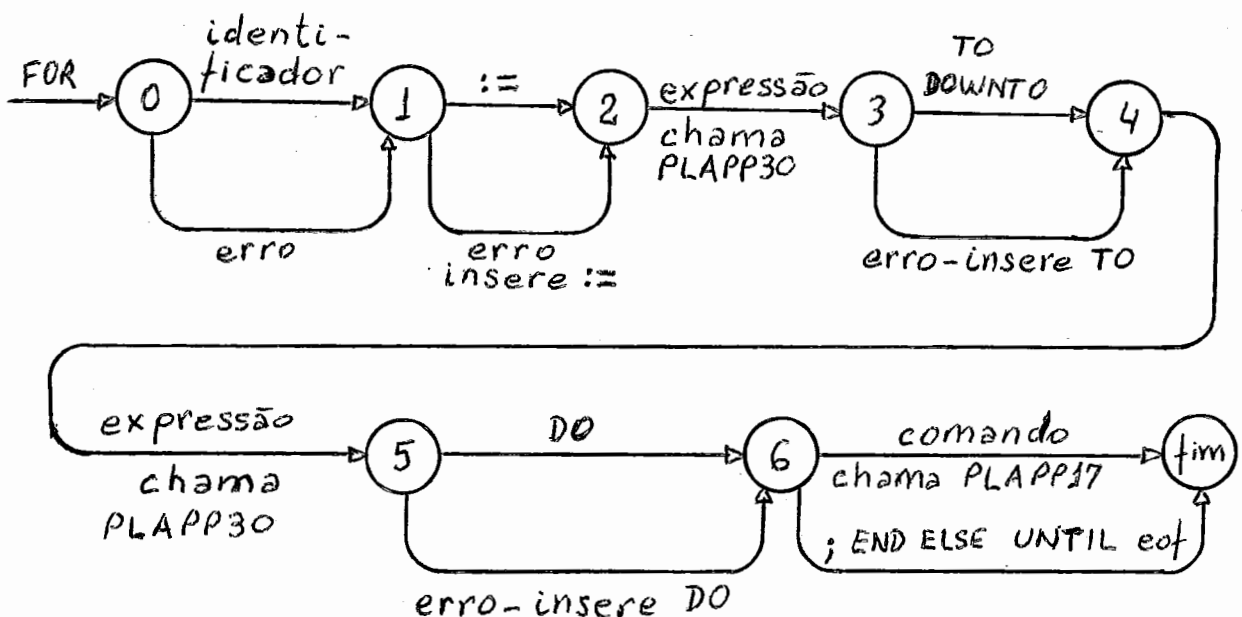 FOR
0
identi-
ficador
erro
1
:=
erro
insere :=
2
expressão
chama
PLAPP30
3
TO
DOWNTO
erro-insere TO
4
expressão
chama
PLAPP30
5
DO
erro-insere DO
6
comando
chama PLAPP17
; END ELSE UNTIL eof
fim